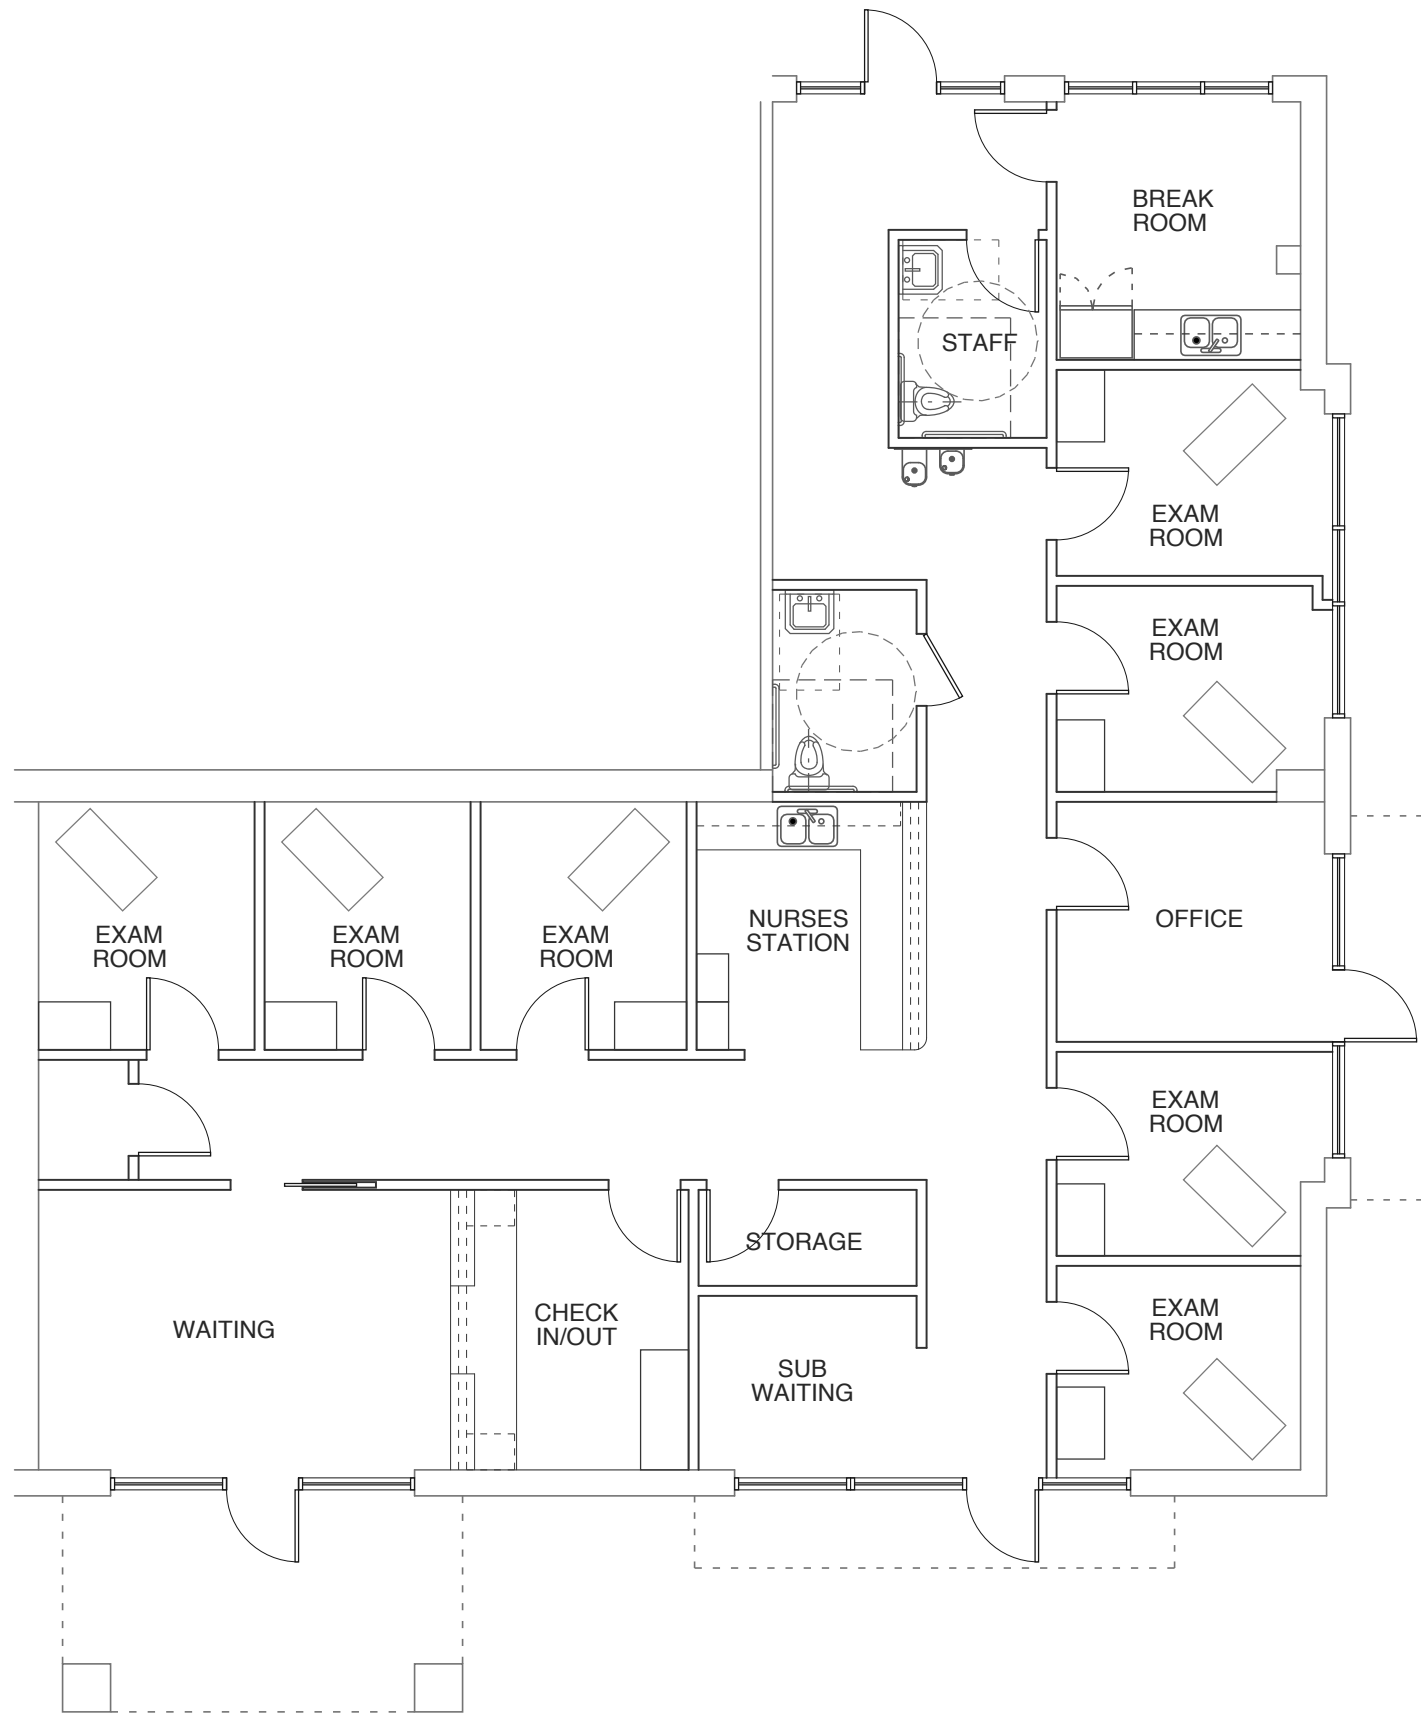 BREAK
ROOM
STAFF
EXAM
ROOM
EXAM
ROOM
EXAM
ROOM
EXAM
ROOM
EXAM
ROOM
NURSES
STATION
OFFICE
EXAM
ROOM
STORAGE
WAITING
CHECK
IN/OUT
EXAM
ROOM
SUB
WAITING